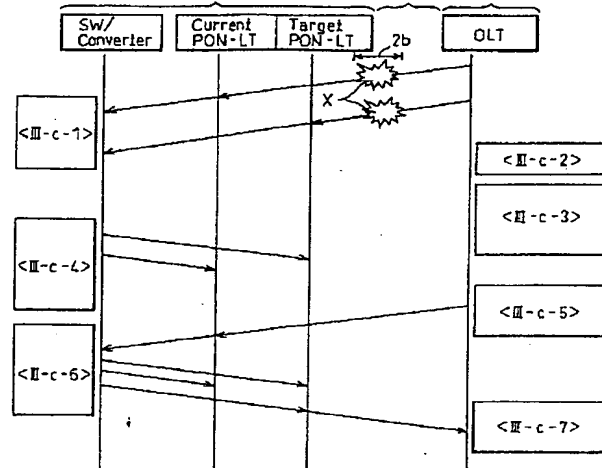 SW/
Converter
Current
PON-LT
Target
PON-LT
OLT
2b
X
<III-c-1>
<III-c-2>
<III-c-3>
<III-c-4>
<III-c-5>
<III-c-6>
<III-c-7>